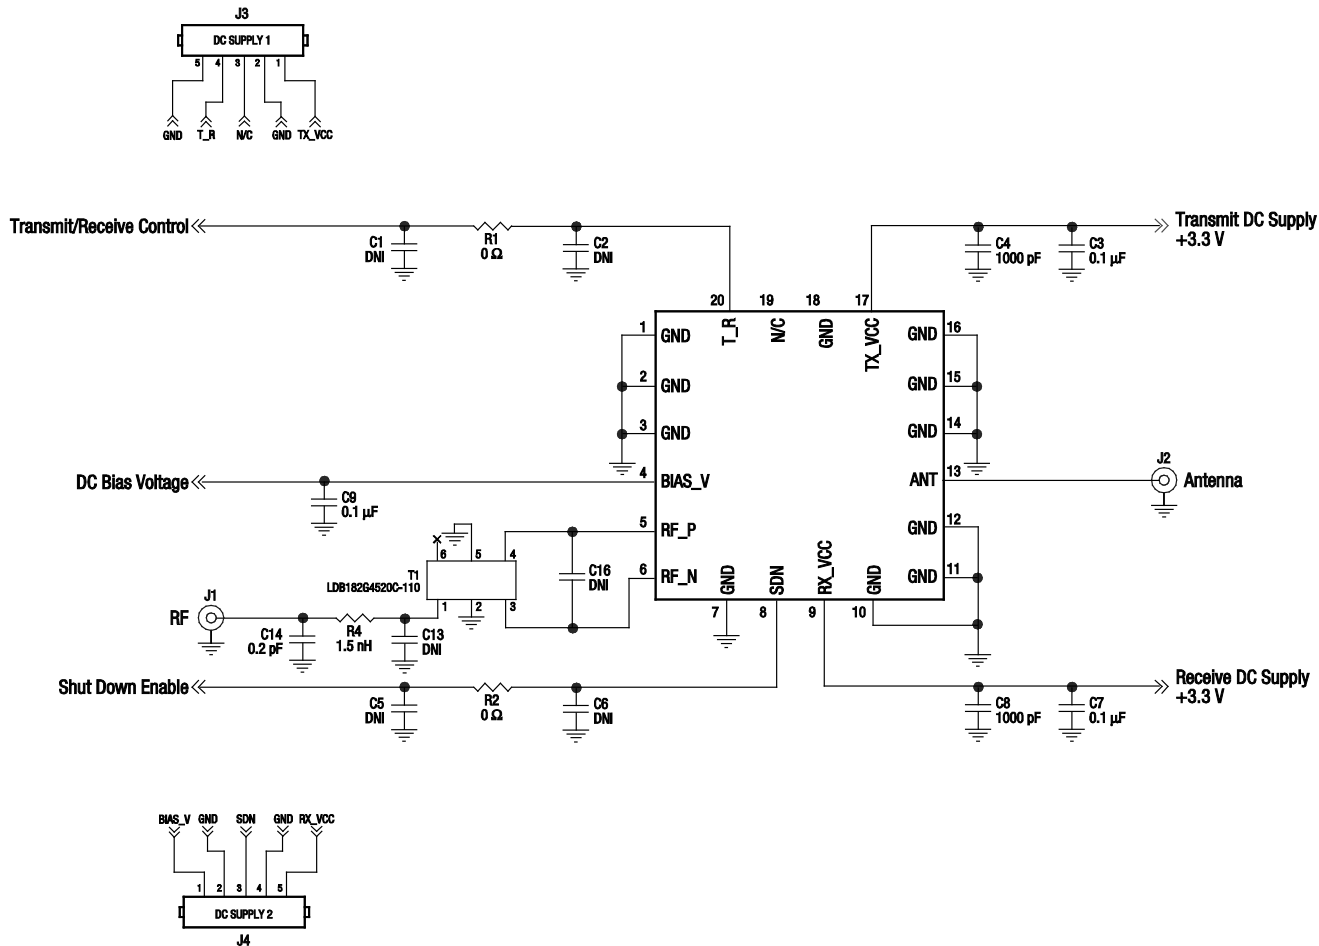 J3
DC SUPPLY 1
5 4 3 2 1
GND T_R N/C GND TX_VCC
Transmit/Receive Control
C1
DNI
R1
0 Ω
C2
DNI
C4
1000 pF
C3
0.1 µF
Transmit DC Supply
+3.3 V
20 19 18 17
T_R
N/C
GND
TX_VCC
1 GND
2 GND
3 GND
4 BIAS_V
5 RF_P
6 RF_N
GND 16
GND 15
GND 14
ANT 13
GND 12
GND 11
J2
Antenna
DC Bias Voltage
C9
0.1 µF
6 5 4
T1
LDB182G4520C-110
1 2 3
C16
DNI
GND
SDN
RX_VCC
GND
7 8 9 10
J1
RF
C14
0.2 pF
R4
1.5 nH
C13
DNI
Shut Down Enable
C5
DNI
R2
0 Ω
C6
DNI
C8
1000 pF
C7
0.1 µF
Receive DC Supply
+3.3 V
BIAS_V GND SDN GND RX_VCC
1 2 3 4 5
DC SUPPLY 2
J4